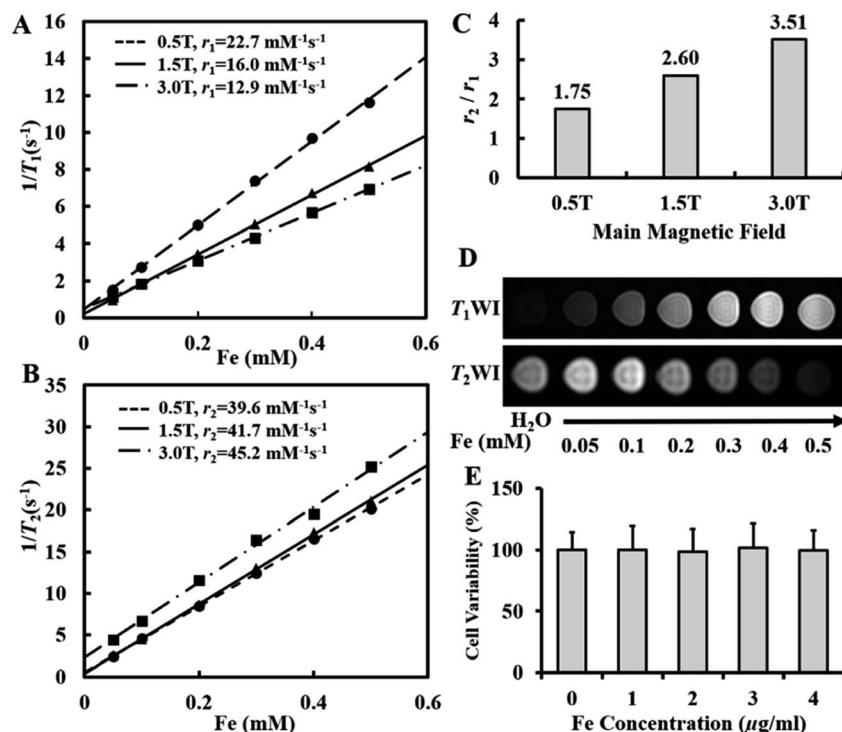 A
16
14
12
10
8
6
4
2
0
1/T₁(s⁻¹)
0.5T, r₁=22.7 mM⁻¹s⁻¹
1.5T, r₁=16.0 mM⁻¹s⁻¹
3.0T, r₁=12.9 mM⁻¹s⁻¹
0 0.2 0.4 0.6
Fe (mM)
B
35
30
25
20
15
10
5
0
1/T₂(s⁻¹)
0.5T, r₂=39.6 mM⁻¹s⁻¹
1.5T, r₂=41.7 mM⁻¹s⁻¹
3.0T, r₂=45.2 mM⁻¹s⁻¹
0 0.2 0.4 0.6
Fe (mM)
C
4
3
2
1
0
r₂ / r₁
1.75 2.60 3.51
0.5T 1.5T 3.0T
Main Magnetic Field
D
T₁WI
T₂WI
H₂O
Fe (mM) 0.05 0.1 0.2 0.3 0.4 0.5
E
150
100
50
0
Cell Variability (%)
0 1 2 3 4
Fe Concentration (μg/ml)